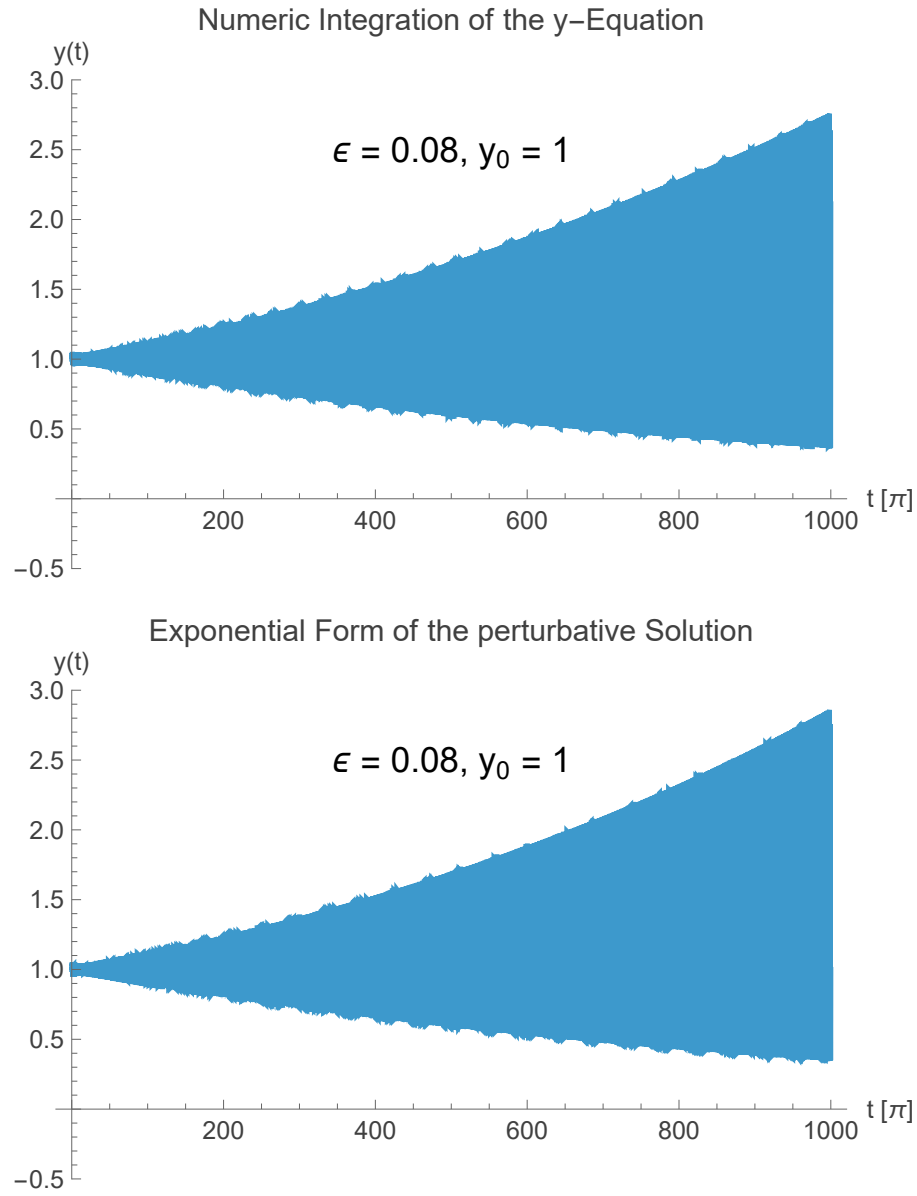 Numeric Integration of the y−Equation
y(t)
3.0
ϵ = 0.08, y₀ = 1
2.5
2.0
1.5
1.0
0.5
t [π]
200 400 600 800 1000
−0.5
Exponential Form of the perturbative Solution
y(t)
3.0
ϵ = 0.08, y₀ = 1
2.5
2.0
1.5
1.0
0.5
t [π]
200 400 600 800 1000
−0.5